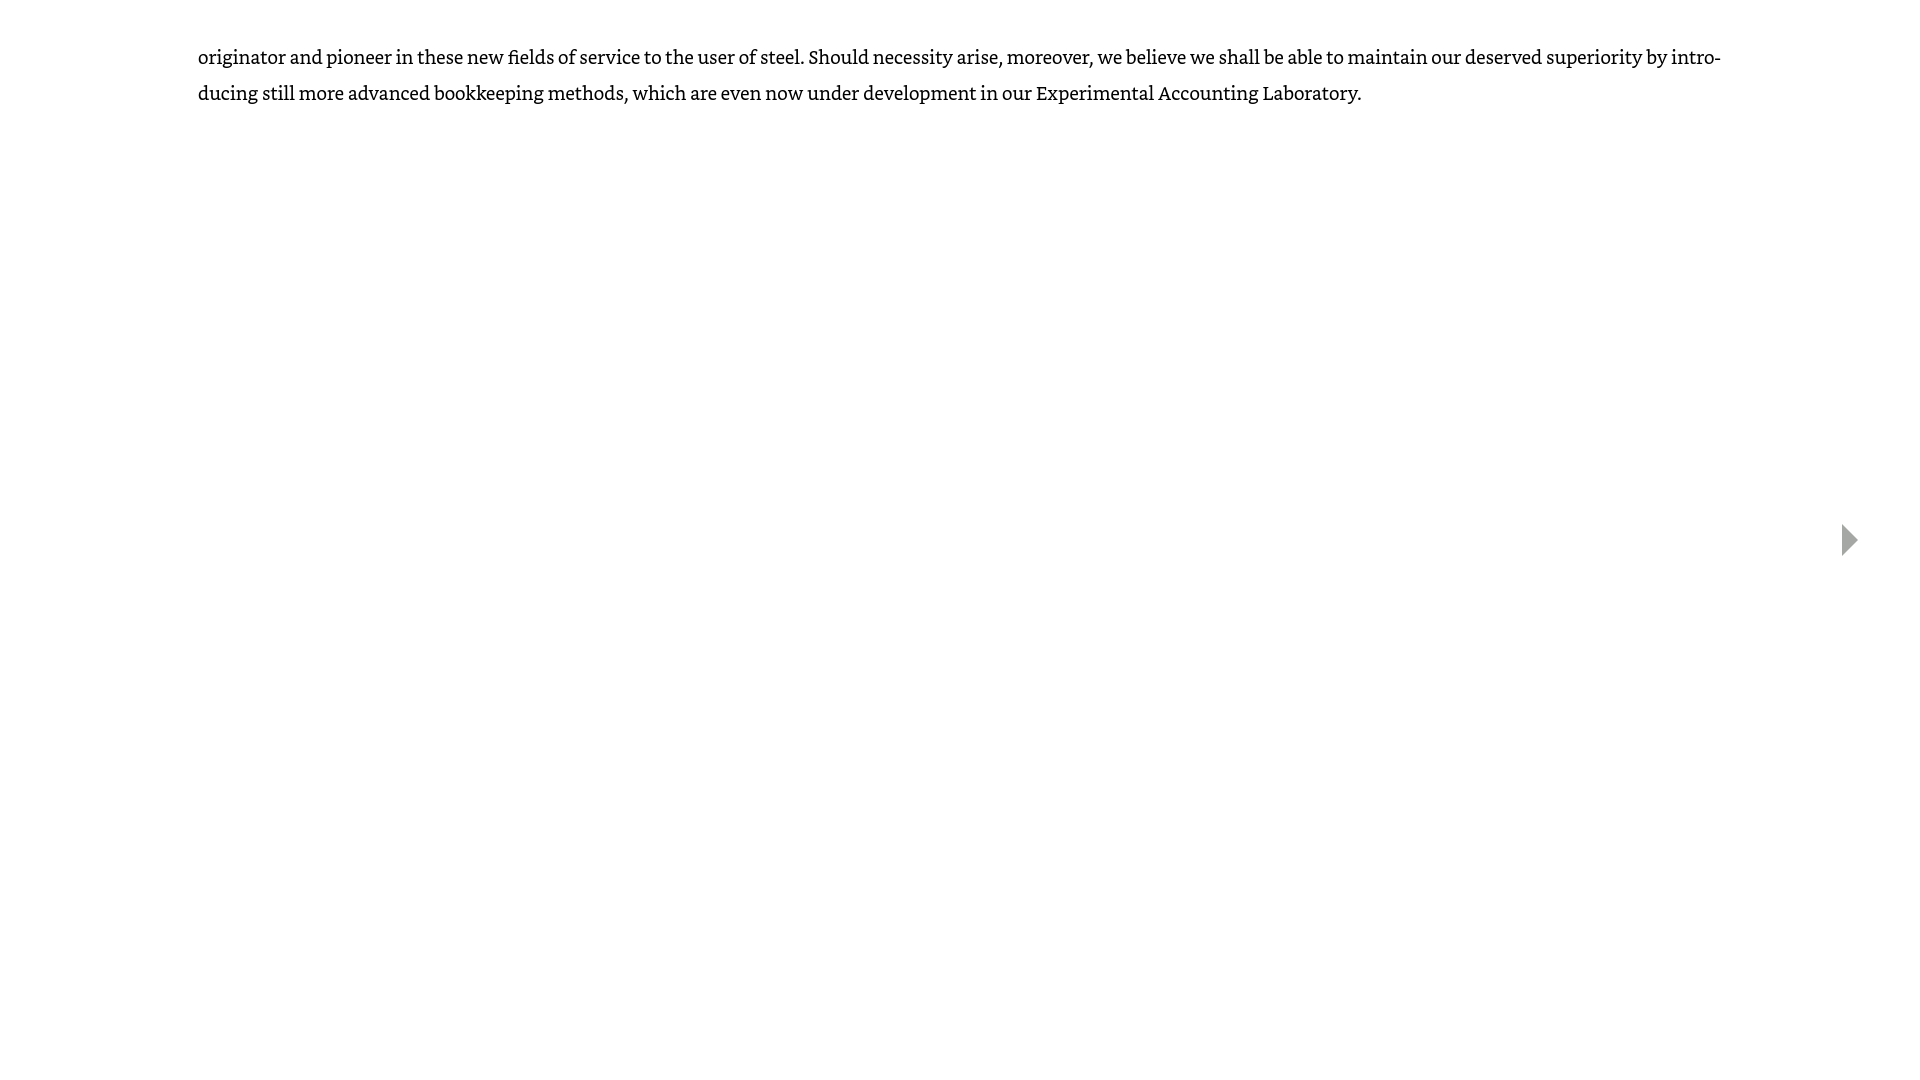 originator and pioneer in these new fields of service to the user of steel. Should necessity arise, moreover, we believe we shall be able to maintain our deserved superiority by intro-
ducing still more advanced bookkeeping methods, which are even now under development in our Experimental Accounting Laboratory.